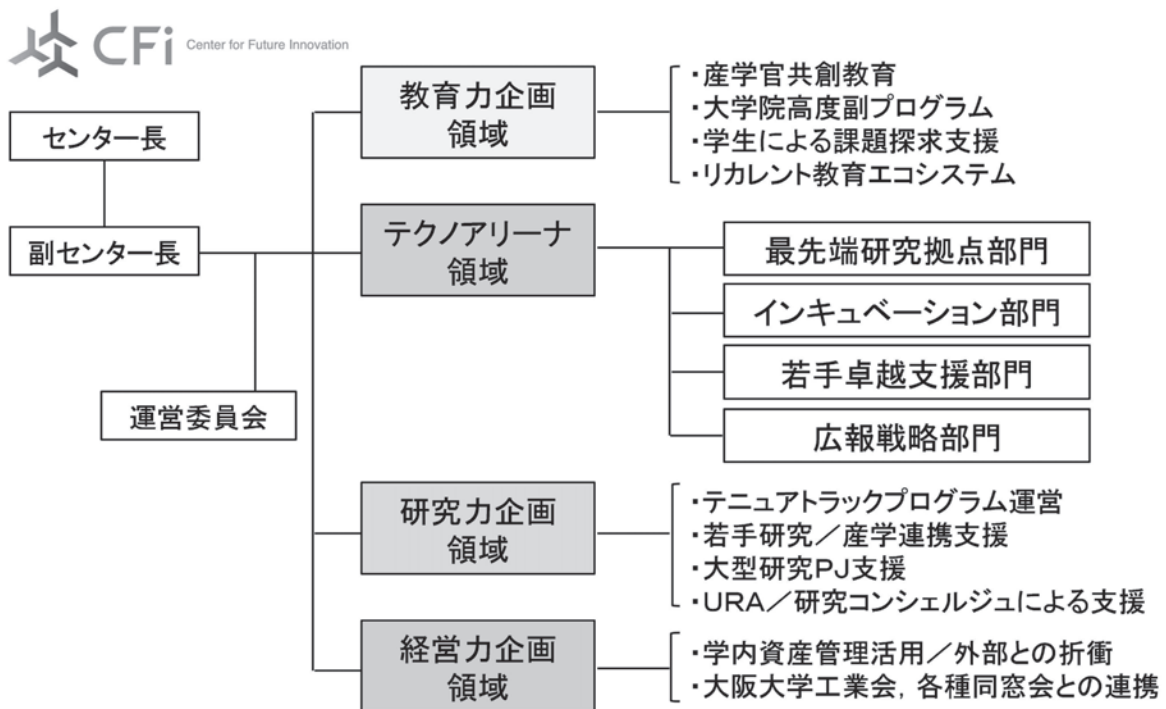 CFi Center for Future Innovation
センター長
副センター長
運営委員会
教育力企画
領域
・産学官共創教育
・大学院高度副プログラム
・学生による課題探求支援
・リカレント教育エコシステム
テクノアリーナ
領域
最先端研究拠点部門
インキュベーション部門
若手卓越支援部門
広報戦略部門
研究力企画
領域
・テニュアトラックプログラム運営
・若手研究／産学連携支援
・大型研究PJ支援
・URA／研究コンシェルジュによる支援
経営力企画
領域
・学内資産管理活用／外部との折衝
・大阪大学工業会，各種同窓会との連携